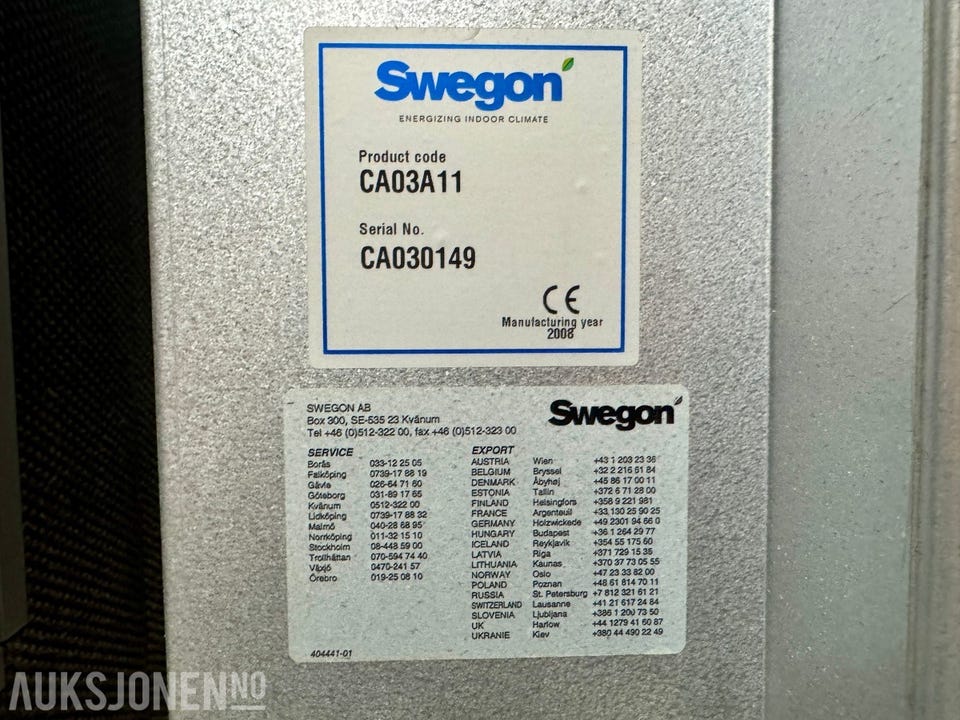 Swegon
ENERGIZING INDOOR CLIMATE
Product code
CA03A11
Serial No.
CA030149
CE
Manufacturing year
2008
SWEGON AB
Box 300, SE-535 23 Kvänum
Tel +46 (0)512-322 00, fax +46 (0)512-323 00
Swegon
SERVICE
Borås 033-12 25 05
Falköping 0739-17 88 19
Gävle 026-64 71 80
Göteborg 031-89 17 65
Kvänum 0512-322 00
Lidköping 0739-17 88 32
Malmö 040-28 68 95
Norrköping 011-32 15 10
Stockholm 08-448 59 00
Trollhättan 070-594 74 40
Växjö 0470-241 57
Örebro 019-25 08 10
EXPORT
AUSTRIA Wien +43 1 203 23 36
BELGIUM Bryssel +32 2 216 61 84
DENMARK Åbyhøj +45 86 17 00 11
ESTONIA Tallin +372 6 71 28 00
FINLAND Helsingfors +358 9 221 981
FRANCE Argenteuil +33,130 25 90 25
GERMANY Holzwickede +49 2301 94 66 0
HUNGARY Budapest +36 1 264 29 77
ICELAND Reykjavik +354 55 175 50
LATVIA Riga +371 729 15 35
LITHUANIA Kaunas +370 37 73 05 55
NORWAY Oslo +47 23 33 82 00
POLAND Poznan +48 61 814 70 11
RUSSIA St. Petersburg +7 812 321 61 21
SWITZERLAND Lausanne +41 21 617 24 84
SLOVENIA Ljubljana +386 1 200 73 50
UK Harlow +44 1279 41 60 87
UKRANIE Kiev +380 44 490 22 49
404441-01
AUKSJONEN NO